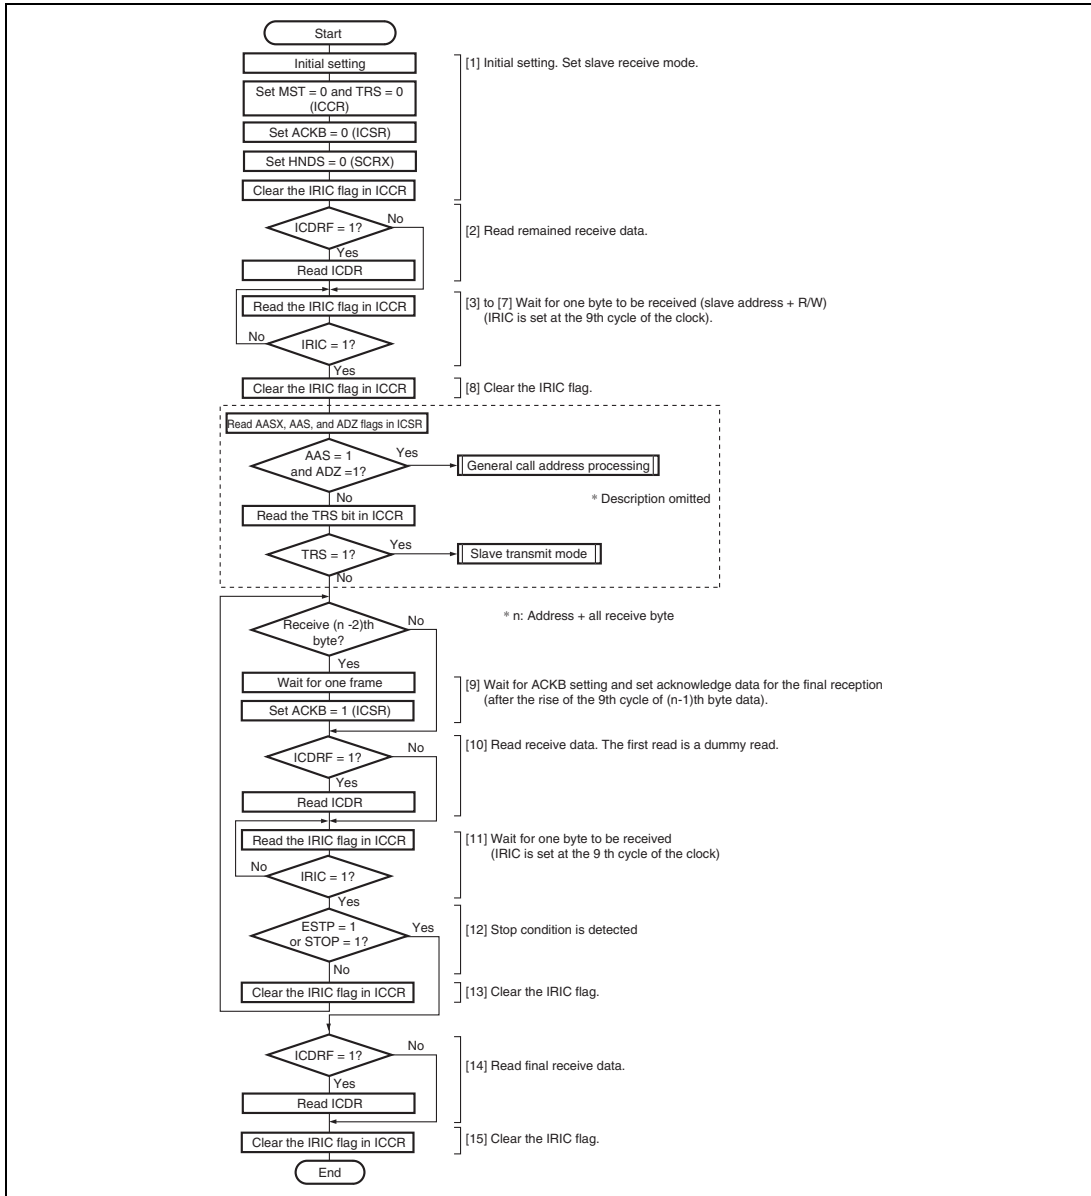 Start
Initial setting
[1] Initial setting. Set slave receive mode.
Set MST = 0 and TRS = 0
(ICCR)
Set ACKB = 0 (ICSR)
Set HNDS = 0 (SCRX)
Clear the IRIC flag in ICCR
ICDRF = 1?
No
[2] Read remained receive data.
Yes
Read ICDR
Read the IRIC flag in ICCR
[3] to [7] Wait for one byte to be received (slave address + R/W)
(IRIC is set at the 9th cycle of the clock).
No
IRIC = 1?
Yes
Clear the IRIC flag in ICCR
[8] Clear the IRIC flag.
Read AASX, AAS, and ADZ flags in ICSR
AAS = 1
and ADZ =1?
Yes
General call address processing
* Description omitted
No
Read the TRS bit in ICCR
TRS = 1?
Yes
Slave transmit mode
No
* n: Address + all receive byte
Receive (n -2)th
byte?
No
Yes
Wait for one frame
[9] Wait for ACKB setting and set acknowledge data for the final reception
(after the rise of the 9th cycle of (n-1)th byte data).
Set ACKB = 1 (ICSR)
ICDRF = 1?
No
[10] Read receive data. The first read is a dummy read.
Yes
Read ICDR
Read the IRIC flag in ICCR
[11] Wait for one byte to be received
(IRIC is set at the 9 th cycle of the clock)
No
IRIC = 1?
Yes
ESTP = 1
or STOP = 1?
Yes
[12] Stop condition is detected
No
Clear the IRIC flag in ICCR
[13] Clear the IRIC flag.
ICDRF = 1?
No
[14] Read final receive data.
Yes
Read ICDR
Clear the IRIC flag in ICCR
[15] Clear the IRIC flag.
End